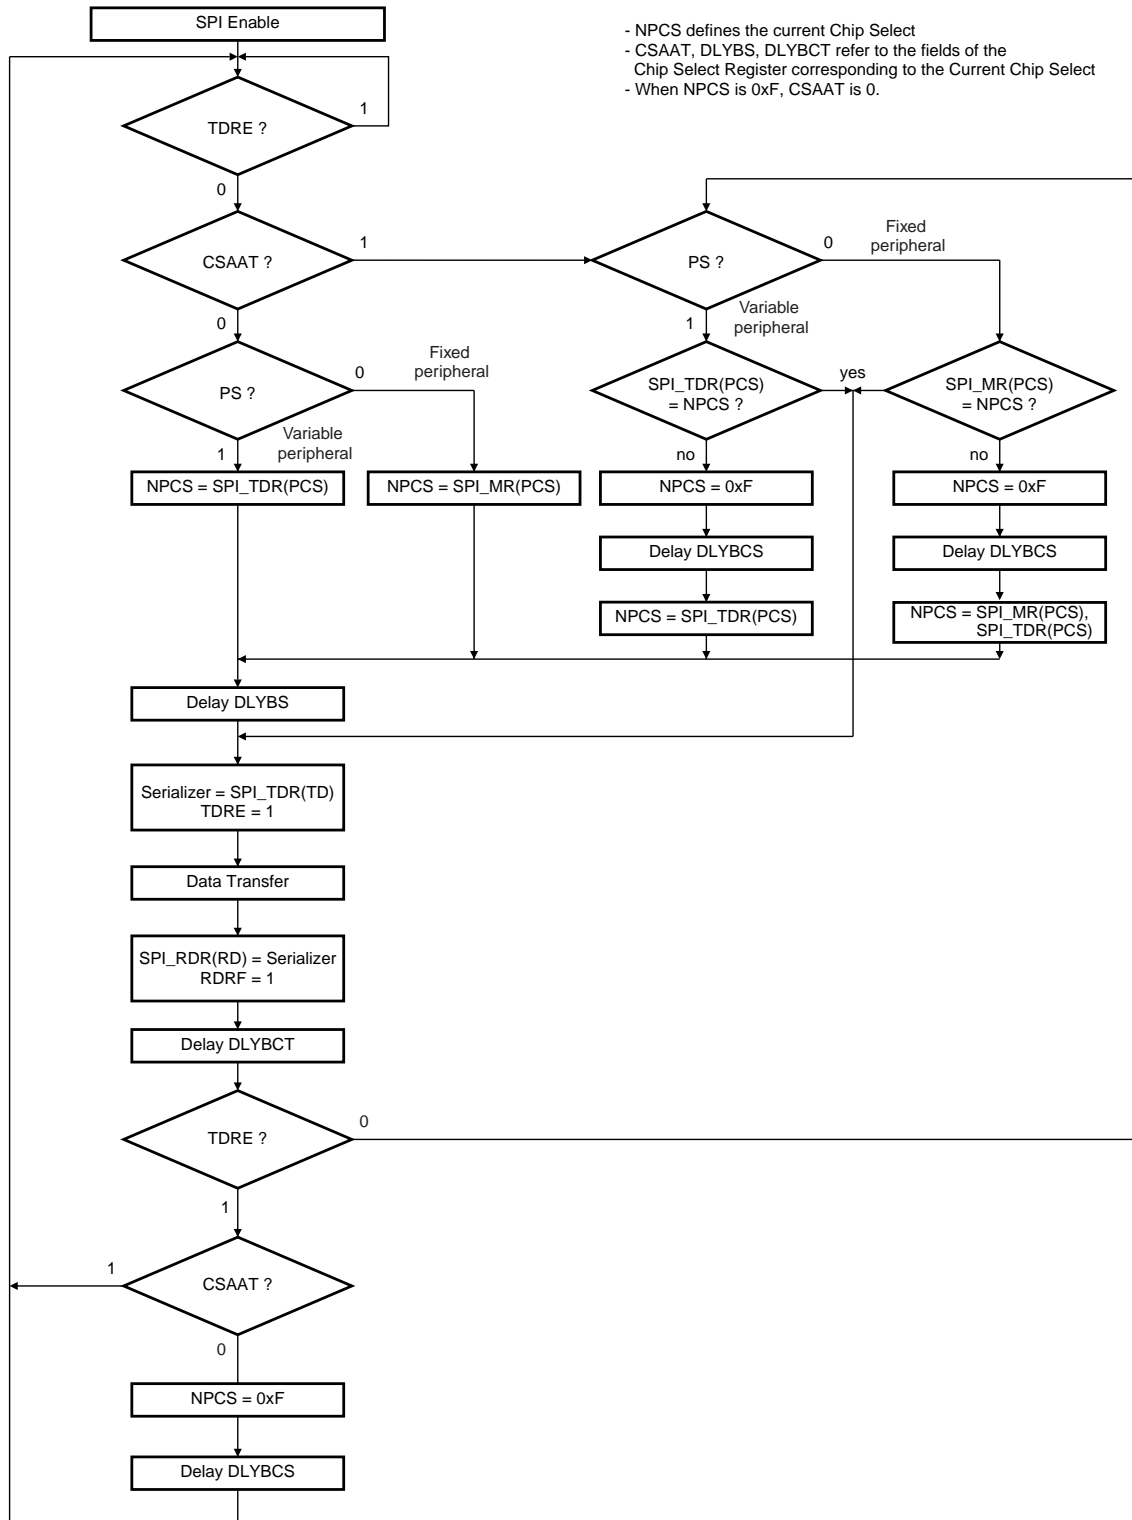 SPI Enable
- NPCS defines the current Chip Select
- CSAAT, DLYBS, DLYBCT refer to the fields of the
Chip Select Register corresponding to the Current Chip Select
- When NPCS is 0xF, CSAAT is 0.
1
TDRE ?
0
CSAAT ?
1
PS ?
0
Fixed
peripheral
0
1
Variable
peripheral
PS ?
0
Fixed
peripheral
SPI_TDR(PCS)
= NPCS ?
yes
SPI_MR(PCS)
= NPCS ?
1
Variable
peripheral
no
no
NPCS = SPI_TDR(PCS)
NPCS = SPI_MR(PCS)
NPCS = 0xF
NPCS = 0xF
Delay DLYBCS
Delay DLYBCS
NPCS = SPI_TDR(PCS)
NPCS = SPI_MR(PCS),
SPI_TDR(PCS)
Delay DLYBS
Serializer = SPI_TDR(TD)
TDRE = 1
Data Transfer
SPI_RDR(RD) = Serializer
RDRF = 1
Delay DLYBCT
TDRE ?
0
1
CSAAT ?
1
0
NPCS = 0xF
Delay DLYBCS